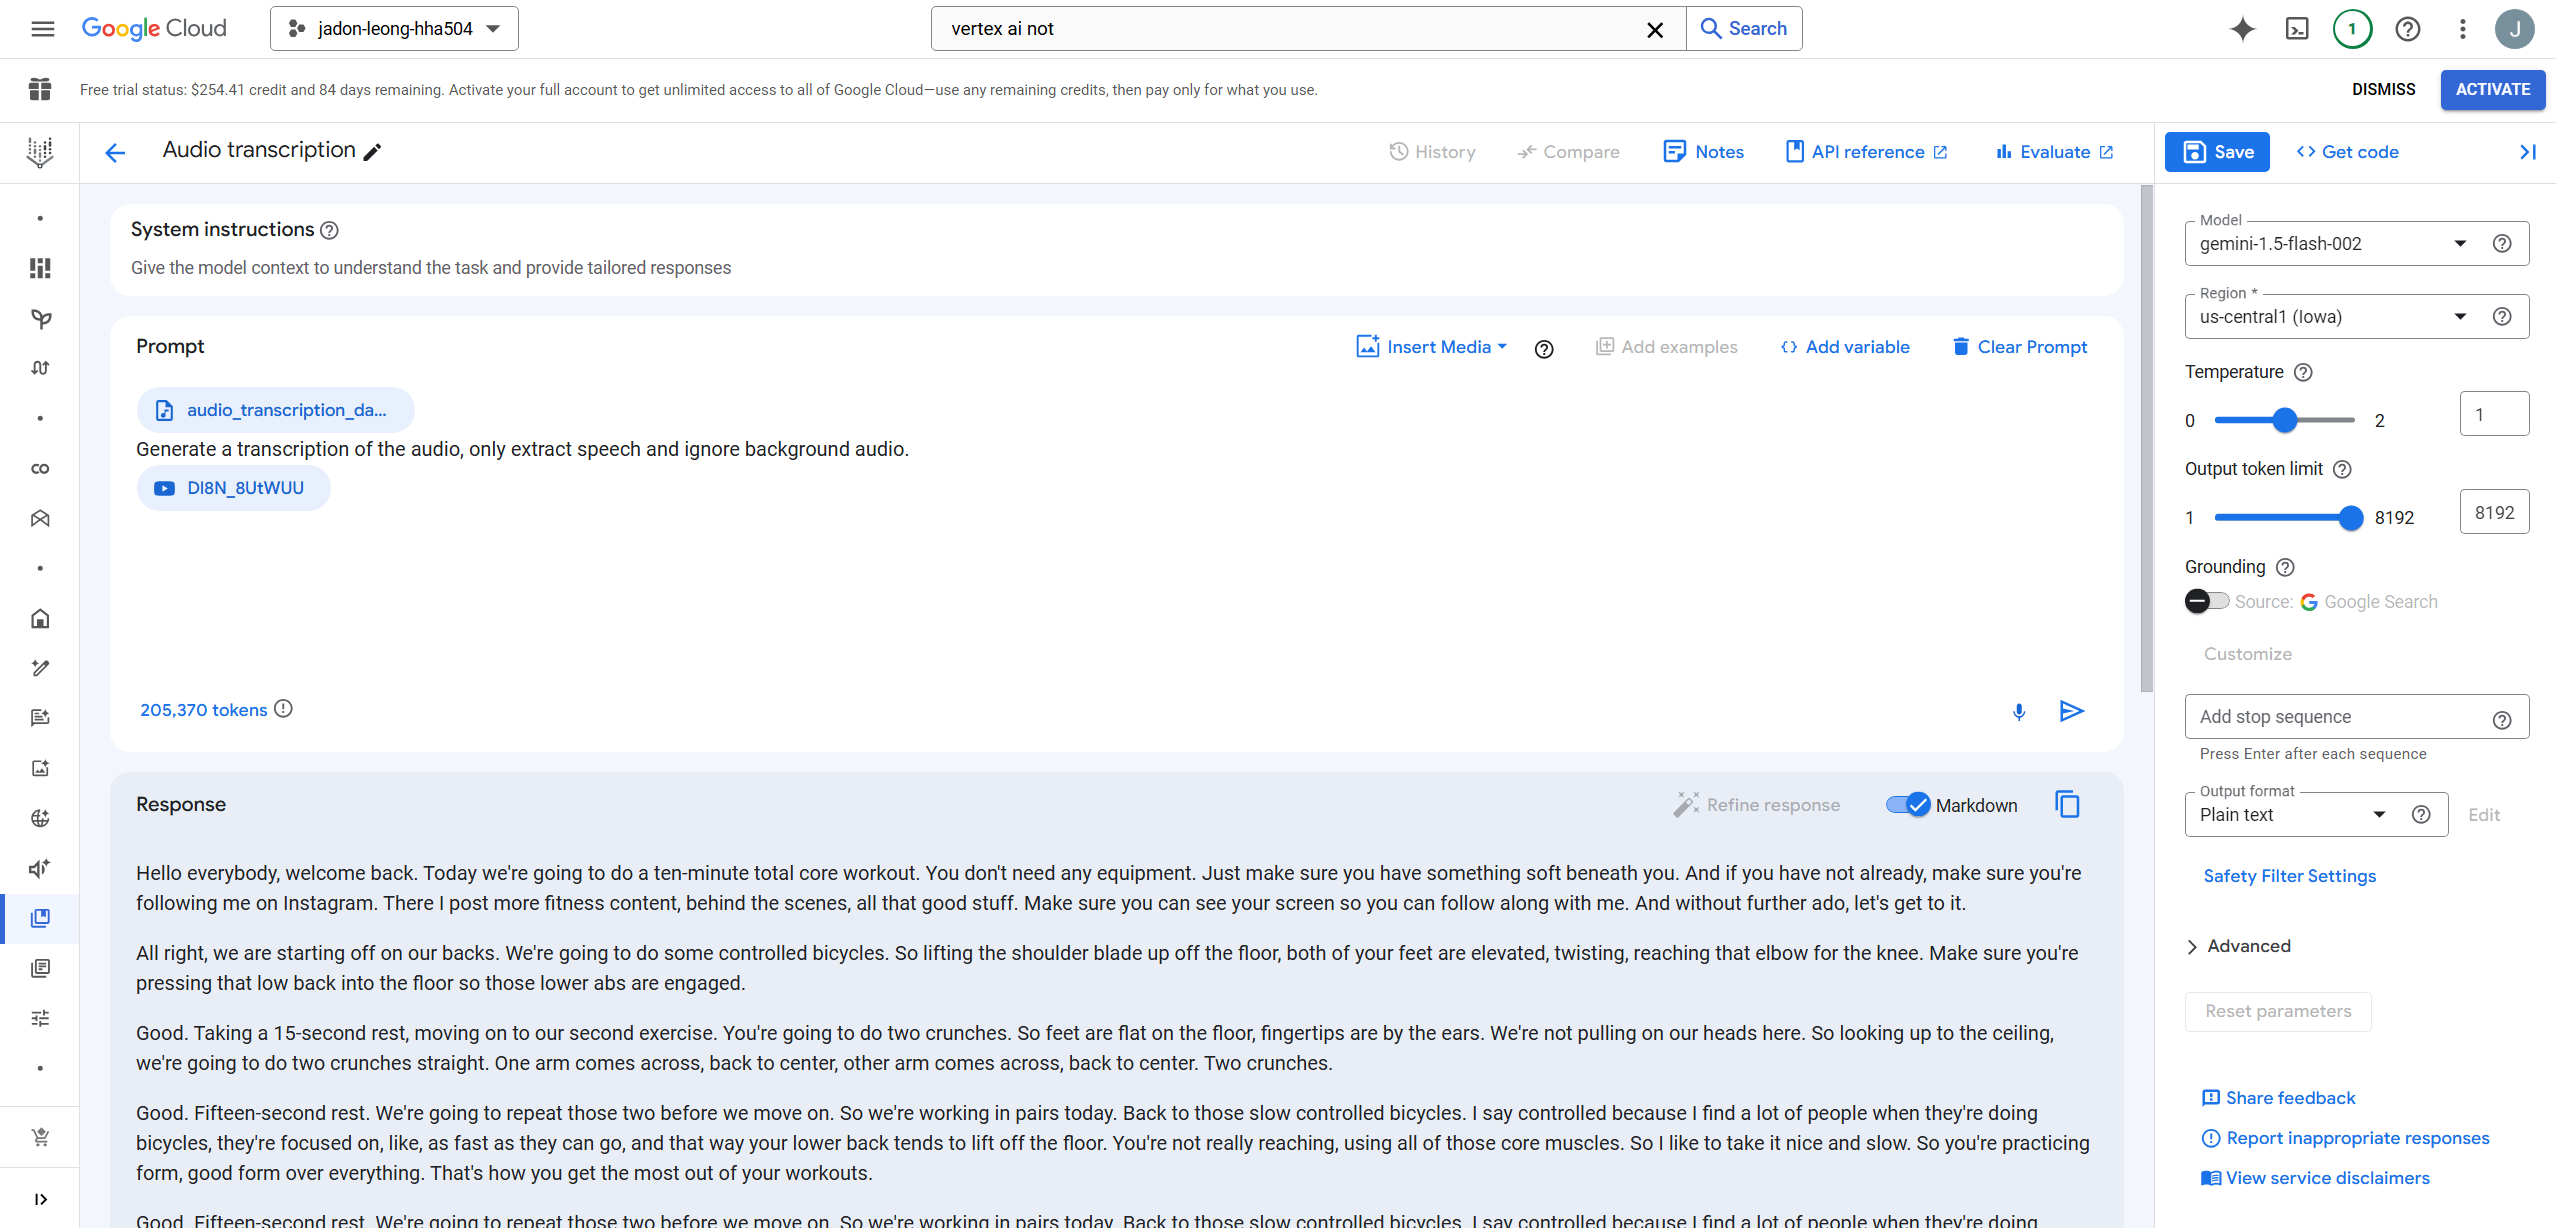 Google Cloud
jadon-leong-hha504
vertex ai not
Search
1
J
Free trial status: $254.41 credit and 84 days remaining. Activate your full account to get unlimited access to all of Google Cloud—use any remaining credits, then pay only for what you use.
DISMISS
ACTIVATE
Audio transcription
History
Compare
Notes
API reference
Evaluate
Save
Get code
System instructions
Give the model context to understand the task and provide tailored responses
Prompt
Insert Media
Add examples
Add variable
Clear Prompt
audio_transcription_da...
Generate a transcription of the audio, only extract speech and ignore background audio.
DI8N_8UtWUU
205,370 tokens
Response
Refine response
Markdown
Hello everybody, welcome back. Today we're going to do a ten-minute total core workout. You don't need any equipment. Just make sure you have something soft beneath you. And if you have not already, make sure you're
following me on Instagram. There I post more fitness content, behind the scenes, all that good stuff. Make sure you can see your screen so you can follow along with me. And without further ado, let's get to it.
All right, we are starting off on our backs. We're going to do some controlled bicycles. So lifting the shoulder blade up off the floor, both of your feet are elevated, twisting, reaching that elbow for the knee. Make sure you're
pressing that low back into the floor so those lower abs are engaged.
Good. Taking a 15-second rest, moving on to our second exercise. You're going to do two crunches. So feet are flat on the floor, fingertips are by the ears. We're not pulling on our heads here. So looking up to the ceiling,
we're going to do two crunches straight. One arm comes across, back to center, other arm comes across, back to center. Two crunches.
Good. Fifteen-second rest. We're going to repeat those two before we move on. So we're working in pairs today. Back to those slow controlled bicycles. I say controlled because I find a lot of people when they're doing
bicycles, they're focused on, like, as fast as they can go, and that way your lower back tends to lift off the floor. You're not really reaching, using all of those core muscles. So I like to take it nice and slow. So you're practicing
form, good form over everything. That's how you get the most out of your workouts.
Good. Fifteen-second rest. We're going to repeat those two before we move on. So we're working in pairs today. Back to those slow controlled bicycles. I say controlled because I find a lot of people when they're doing
Model
gemini-1.5-flash-002
Region *
us-central1 (Iowa)
Temperature
0
2
1
Output token limit
1
8192
8192
Grounding
Source: Google Search
Customize
Add stop sequence
Press Enter after each sequence
Output format
Plain text
Edit
Safety Filter Settings
Advanced
Reset parameters
Share feedback
Report inappropriate responses
View service disclaimers